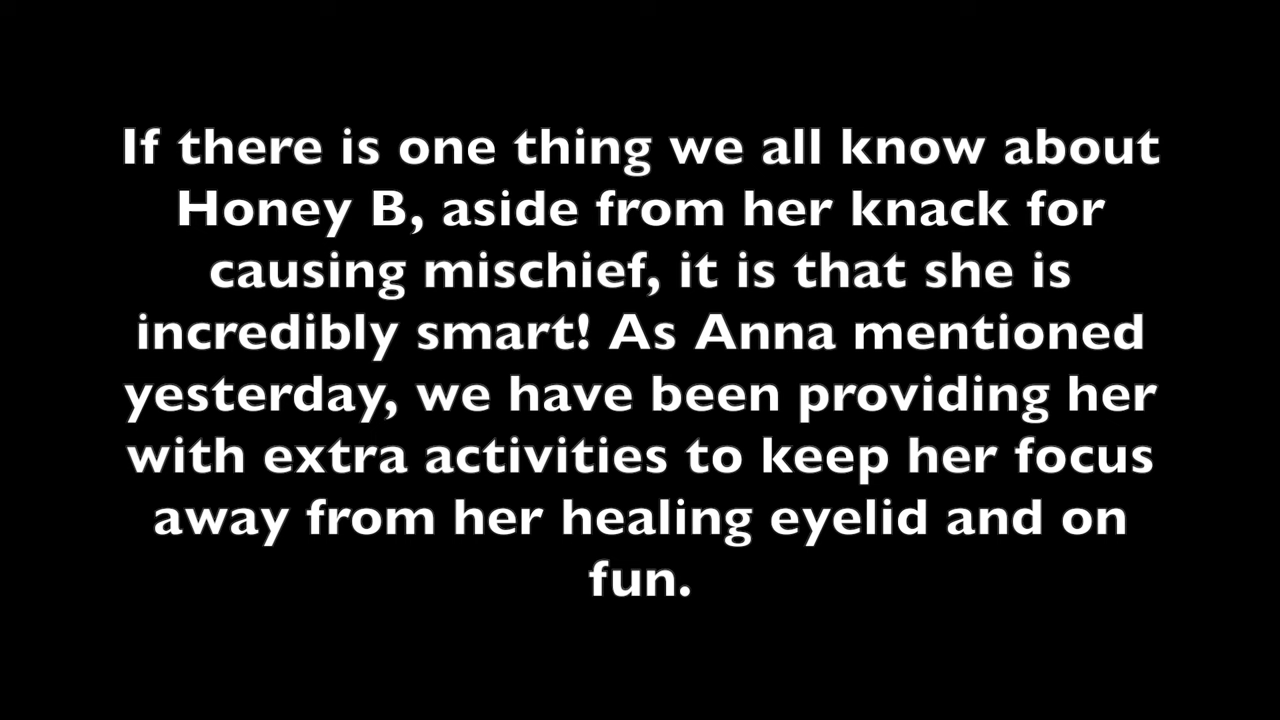 If there is one thing we all know about
Honey B, aside from her knack for
causing mischief, it is that she is
incredibly smart! As Anna mentioned
yesterday, we have been providing her
with extra activities to keep her focus
away from her healing eyelid and on
fun.